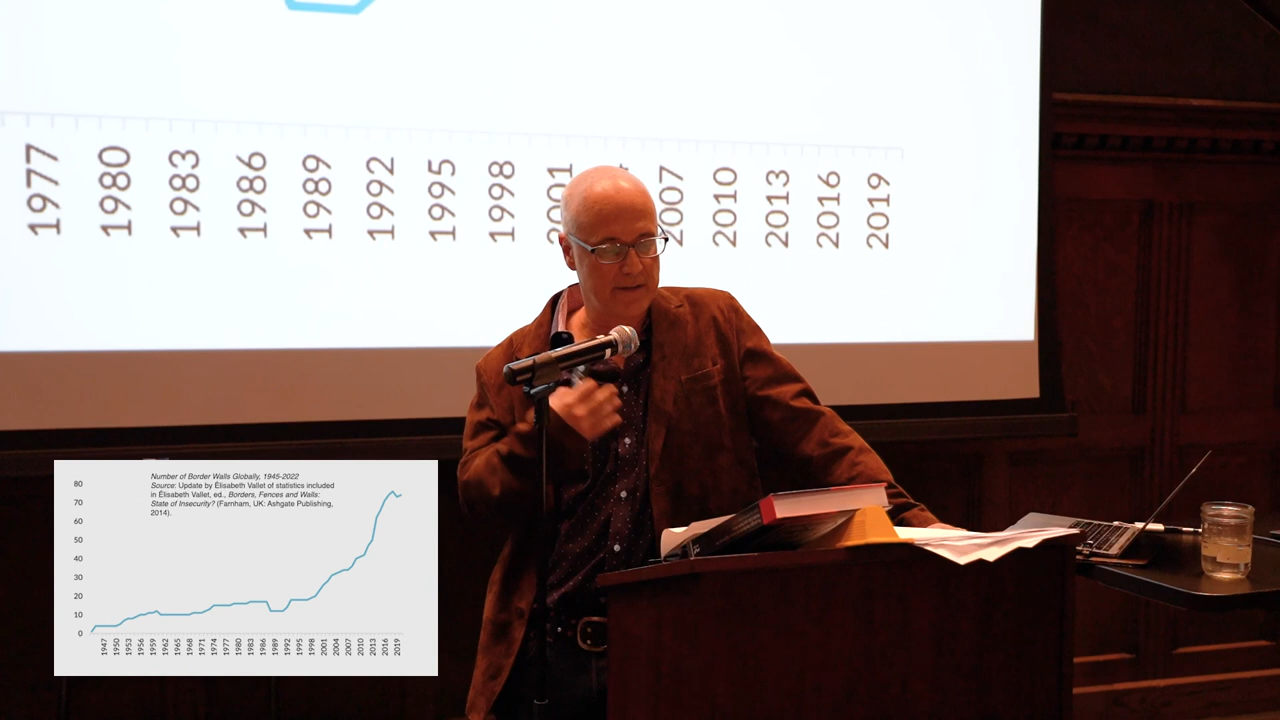 1977 1980 1983 1986 1989 1992 1995 1998 2001 2007 2010 2013 2016 2019
Number of Border Walls Globally, 1945-2022
Source: Update by Élisabeth Vallet of statistics included
in Élisabeth Vallet, ed., Borders, Fences and Walls:
State of Insecurity? (Farnham, UK: Ashgate Publishing,
2014).
80
70
60
50
40
30
20
10
0
1947 1950 1953 1956 1959 1962 1965 1968 1971 1974 1977 1980 1983 1986 1989 1992 1995 1998 2001 2004 2007 2010 2013 2016 2019